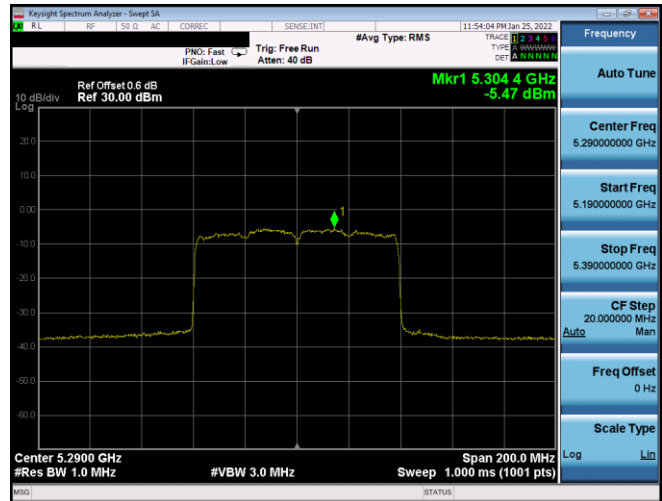 Keysight Spectrum Analyzer - Swept SA
RL RF 50 Ω AC CORREC SENSE:INT 11:54:04 PM Jan 25, 2022
#Avg Type: RMS
TRACE 1 2 3 4 5 6
PNO: Fast Trig: Free Run
TYPE A WWWWW
IFGain:Low Atten: 40 dB
DET A N N N N N
Mkr1 5.304 4 GHz
-5.47 dBm
Ref Offset 0.6 dB
10 dB/div Ref 30.00 dBm
Log
20.0
10.0
0.00
-10.0
-20.0
-30.0
-40.0
-50.0
-60.0
1
Center 5.2900 GHz Span 200.0 MHz
#Res BW 1.0 MHz #VBW 3.0 MHz Sweep 1.000 ms (1001 pts)
MSG STATUS
Frequency
Auto Tune
Center Freq
5.290000000 GHz
Start Freq
5.190000000 GHz
Stop Freq
5.390000000 GHz
CF Step
20.000000 MHz
Auto Man
Freq Offset
0 Hz
Scale Type
Log Lin